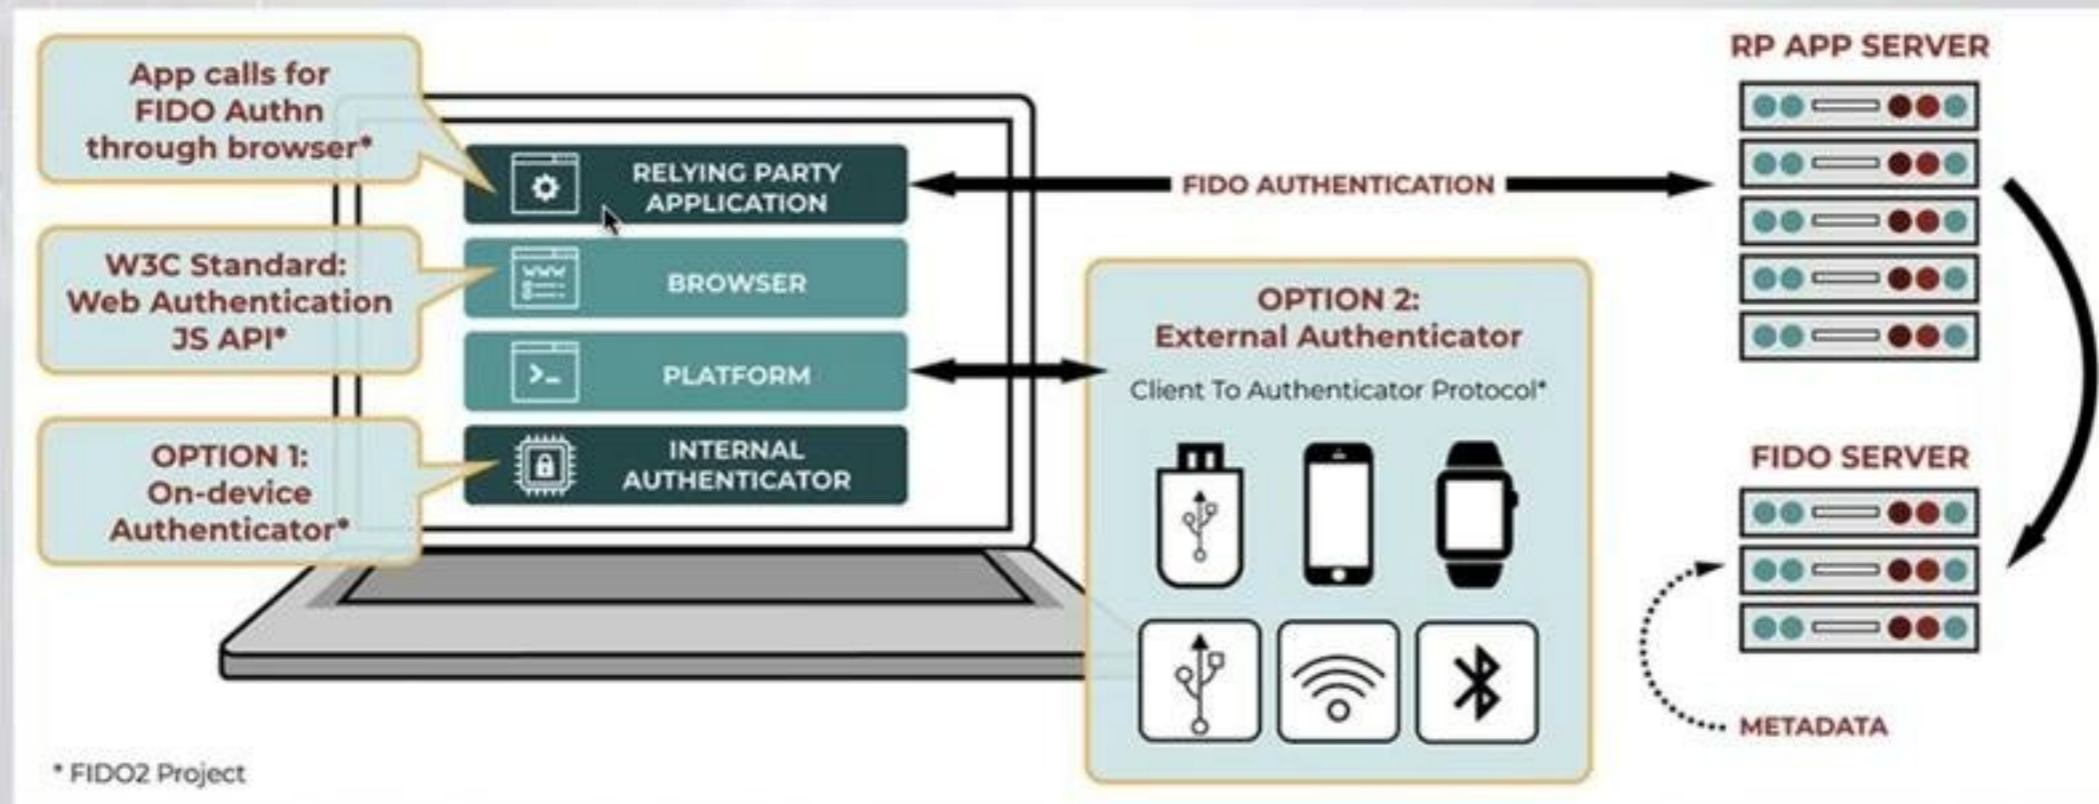 App calls for
FIDO Authn
through browser*
W3C Standard:
Web Authentication
JS API*
OPTION 1:
On-device
Authenticator*
RELYING PARTY
APPLICATION
WWW
BROWSER
PLATFORM
INTERNAL
AUTHENTICATOR
FIDO AUTHENTICATION
OPTION 2:
External Authenticator
Client To Authenticator Protocol*
RP APP SERVER
FIDO SERVER
METADATA
* FIDO2 Project